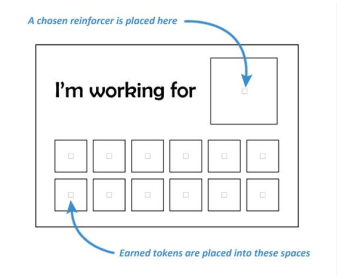 A chosen reinforcer is placed here
I'm working for
Earned tokens are placed into these spaces